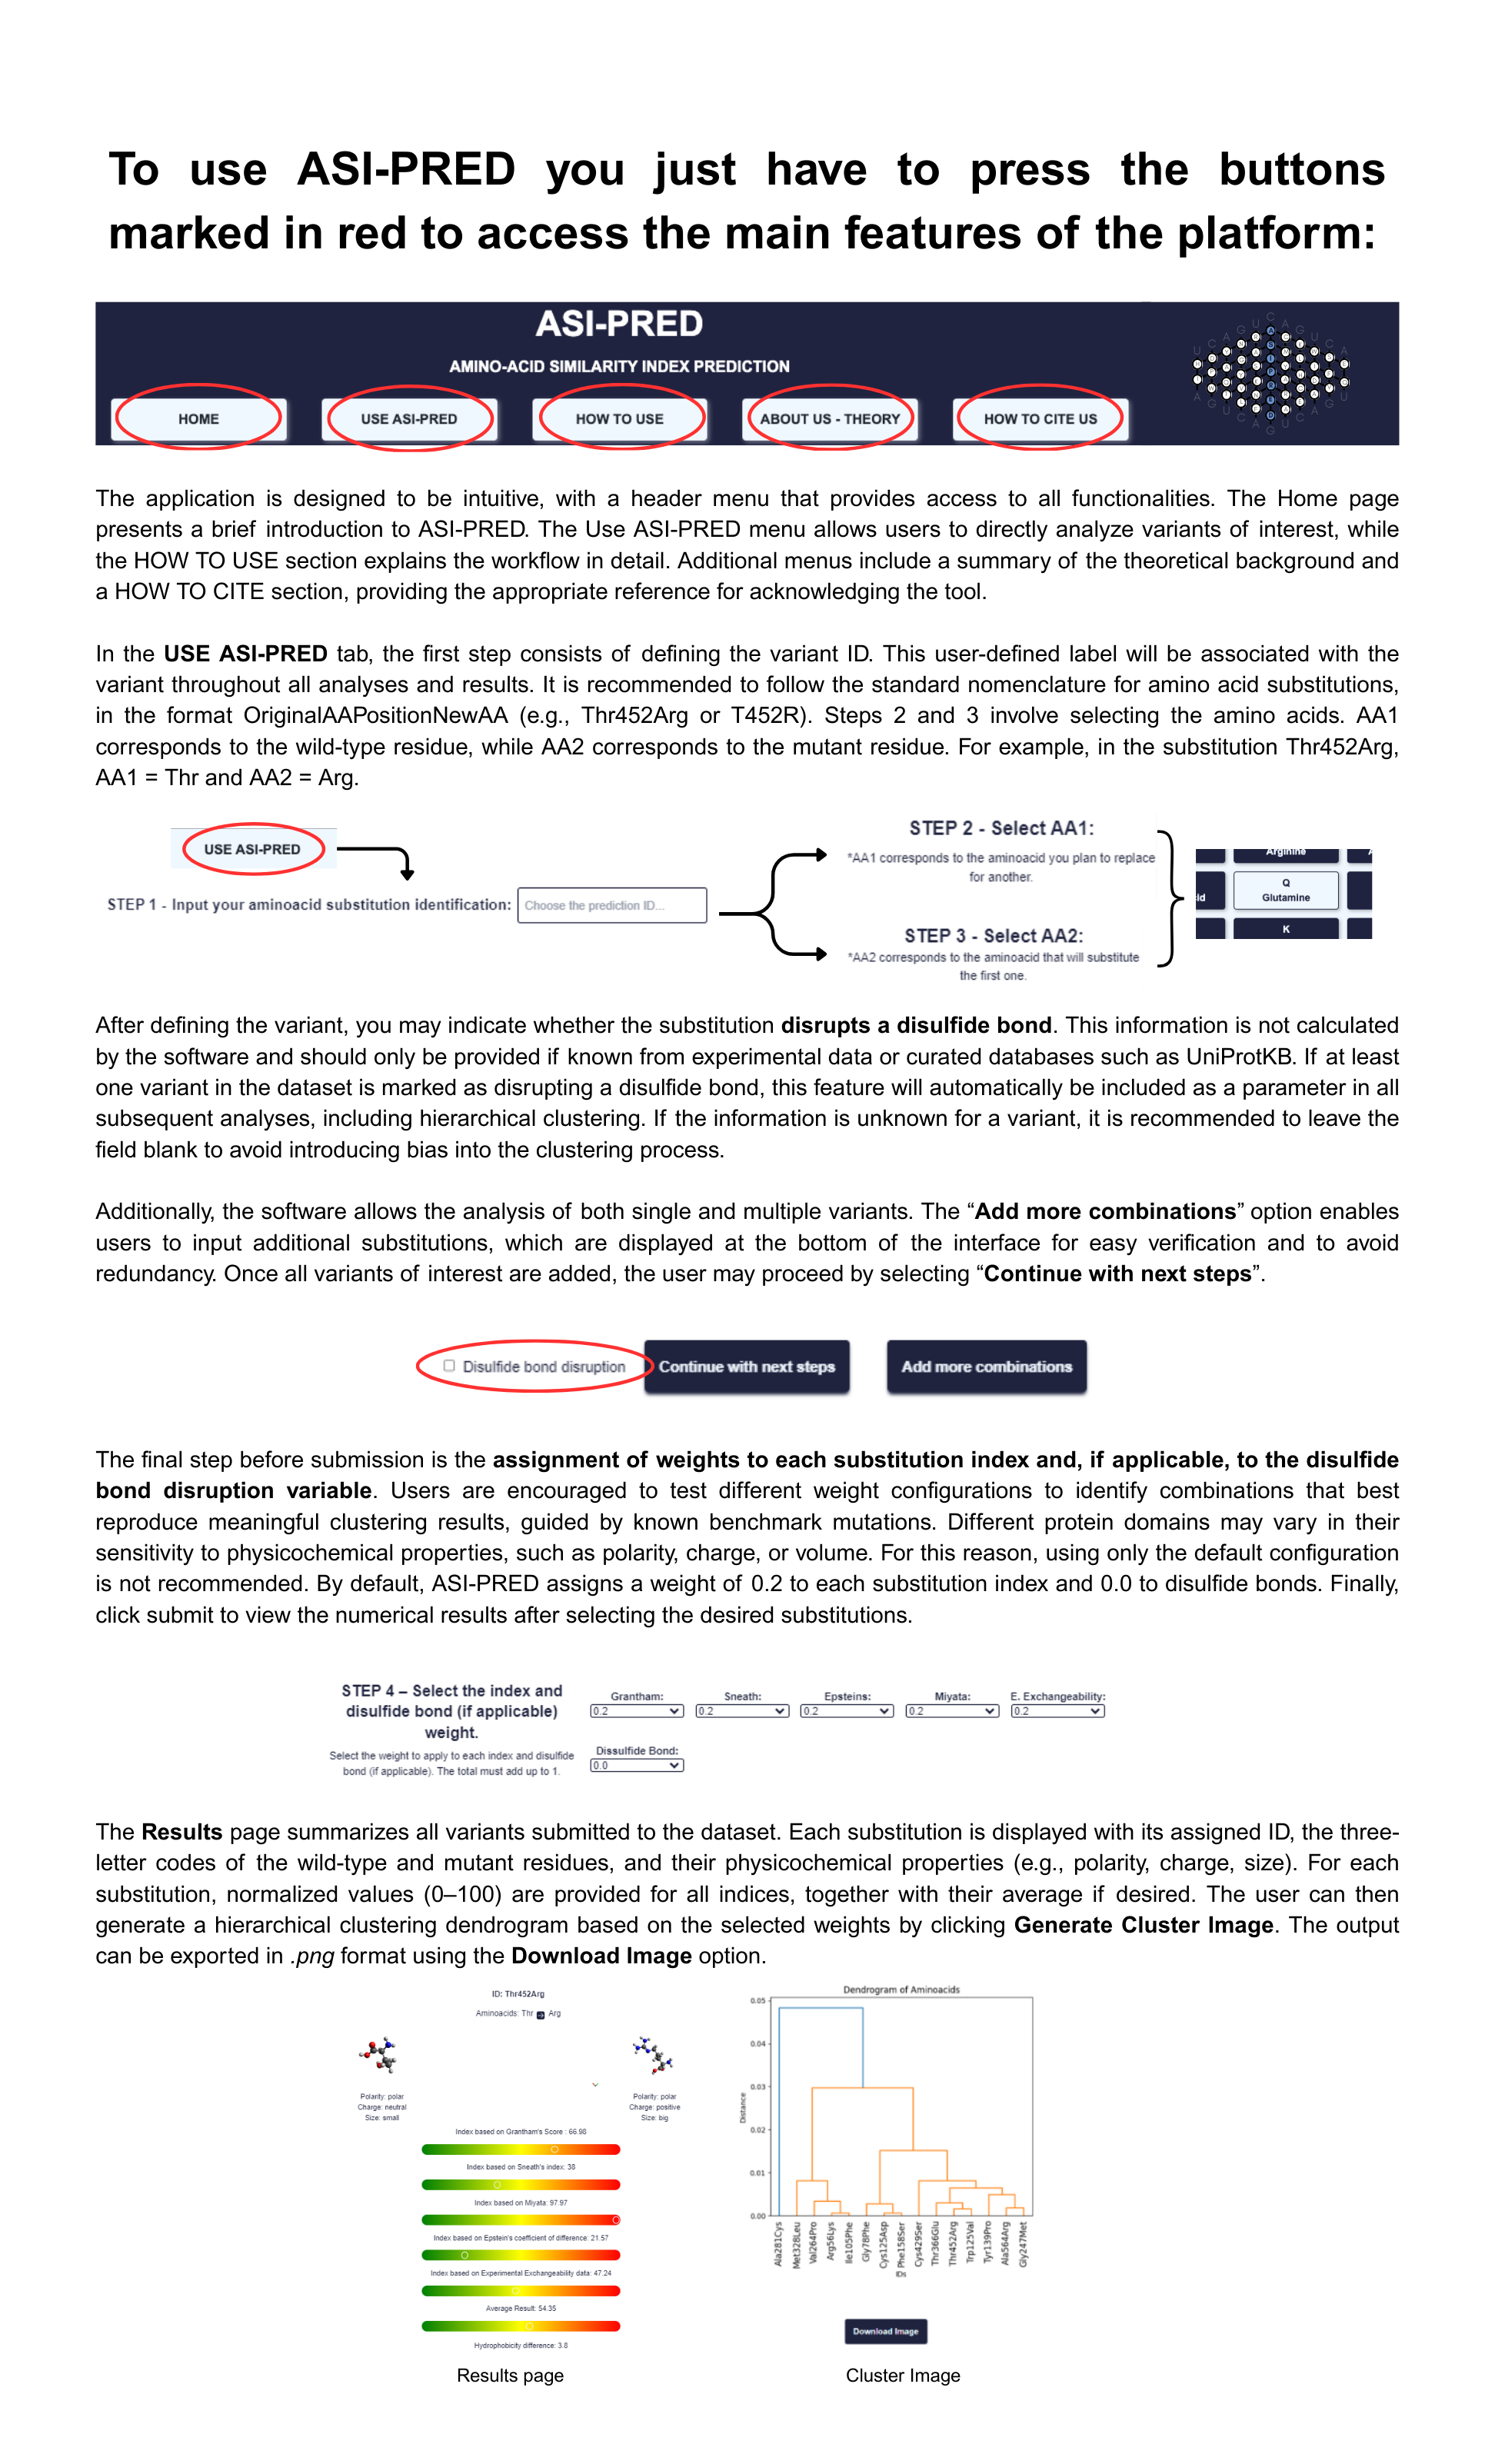 To use ASI-PRED you just have to press the buttons
marked in red to access the main features of the platform:
ASI-PRED
AMINO-ACID SIMILARITY INDEX PREDICTION
HOME
USE ASI-PRED
HOW TO USE
ABOUT US - THEORY
HOW TO CITE US
The application is designed to be intuitive, with a header menu that provides access to all functionalities. The Home page
presents a brief introduction to ASI-PRED. The Use ASI-PRED menu allows users to directly analyze variants of interest, while
the HOW TO USE section explains the workflow in detail. Additional menus include a summary of the theoretical background and
a HOW TO CITE section, providing the appropriate reference for acknowledging the tool.
In the USE ASI-PRED tab, the first step consists of defining the variant ID. This user-defined label will be associated with the
variant throughout all analyses and results. It is recommended to follow the standard nomenclature for amino acid substitutions,
in the format OriginalAAPositionNewAA (e.g., Thr452Arg or T452R). Steps 2 and 3 involve selecting the amino acids. AA1
corresponds to the wild-type residue, while AA2 corresponds to the mutant residue. For example, in the substitution Thr452Arg,
AA1 = Thr and AA2 = Arg.
USE ASI-PRED
STEP 1 - Input your aminoacid substitution identification:
Choose the prediction ID...
STEP 2 - Select AA1:
*AA1 corresponds to the aminoacid you plan to replace
for another.
STEP 3 - Select AA2:
*AA2 corresponds to the aminoacid that will substitute
the first one.
Arginine
Q
Glutamine
K
After defining the variant, you may indicate whether the substitution disrupts a disulfide bond. This information is not calculated
by the software and should only be provided if known from experimental data or curated databases such as UniProtKB. If at least
one variant in the dataset is marked as disrupting a disulfide bond, this feature will automatically be included as a parameter in all
subsequent analyses, including hierarchical clustering. If the information is unknown for a variant, it is recommended to leave the
field blank to avoid introducing bias into the clustering process.
Additionally, the software allows the analysis of both single and multiple variants. The “Add more combinations” option enables
users to input additional substitutions, which are displayed at the bottom of the interface for easy verification and to avoid
redundancy. Once all variants of interest are added, the user may proceed by selecting “Continue with next steps”.
Disulfide bond disruption
Continue with next steps
Add more combinations
The final step before submission is the assignment of weights to each substitution index and, if applicable, to the disulfide
bond disruption variable. Users are encouraged to test different weight configurations to identify combinations that best
reproduce meaningful clustering results, guided by known benchmark mutations. Different protein domains may vary in their
sensitivity to physicochemical properties, such as polarity, charge, or volume. For this reason, using only the default configuration
is not recommended. By default, ASI-PRED assigns a weight of 0.2 to each substitution index and 0.0 to disulfide bonds. Finally,
click submit to view the numerical results after selecting the desired substitutions.
STEP 4 – Select the index and
disulfide bond (if applicable)
weight.
Select the weight to apply to each index and disulfide
bond (if applicable). The total must add up to 1.
Grantham: Sneath: Epsteins: Miyata: E. Exchangeability:
0.2 0.2 0.2 0.2 0.2
Dissulfide Bond:
0.0
The Results page summarizes all variants submitted to the dataset. Each substitution is displayed with its assigned ID, the three-
letter codes of the wild-type and mutant residues, and their physicochemical properties (e.g., polarity, charge, size). For each
substitution, normalized values (0–100) are provided for all indices, together with their average if desired. The user can then
generate a hierarchical clustering dendrogram based on the selected weights by clicking Generate Cluster Image. The output
can be exported in .png format using the Download Image option.
ID: Thr452Arg
Aminoacids: Thr Arg
Polarity: polar
Charge: neutral
Size: small
Polarity: polar
Charge: positive
Size: big
Index based on Grantham's Score : 66.98
Index based on Sneath's index: 38
Index based on Miyata: 97.97
Index based on Epstein's coefficient of difference: 21.57
Index based on Experimental Exchangeability data: 47.24
Average Result: 54.35
Hydrophobicity difference: 3.8
Results page
Dendrogram of Aminoacids
Distance
0.05
0.04
0.03
0.02
0.01
0.00
Ala281Cys
Met328Leu
Val264Pro
Arg56Lys
Ile105Phe
Gly78Phe
Cys125Asp
Phe158Ser
Cys429Ser
Thr366Glu
Thr452Arg
Trp125Val
Tyr139Pro
Ala564Arg
Gly247Met
IDs
Download Image
Cluster Image